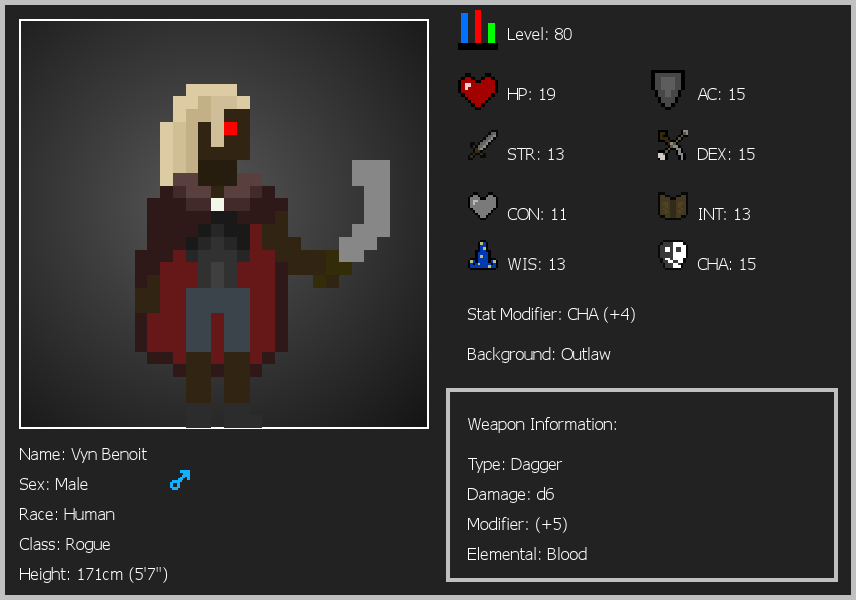 Level: 80
HP: 19
AC: 15
STR: 13
DEX: 15
CON: 11
INT: 13
WIS: 13
CHA: 15
Stat Modifier: CHA (+4)
Background: Outlaw
Weapon Information:
Type: Dagger
Damage: d6
Modifier: (+5)
Elemental: Blood
Name: Vyn Benoit
Sex: Male
Race: Human
Class: Rogue
Height: 171cm (5'7")